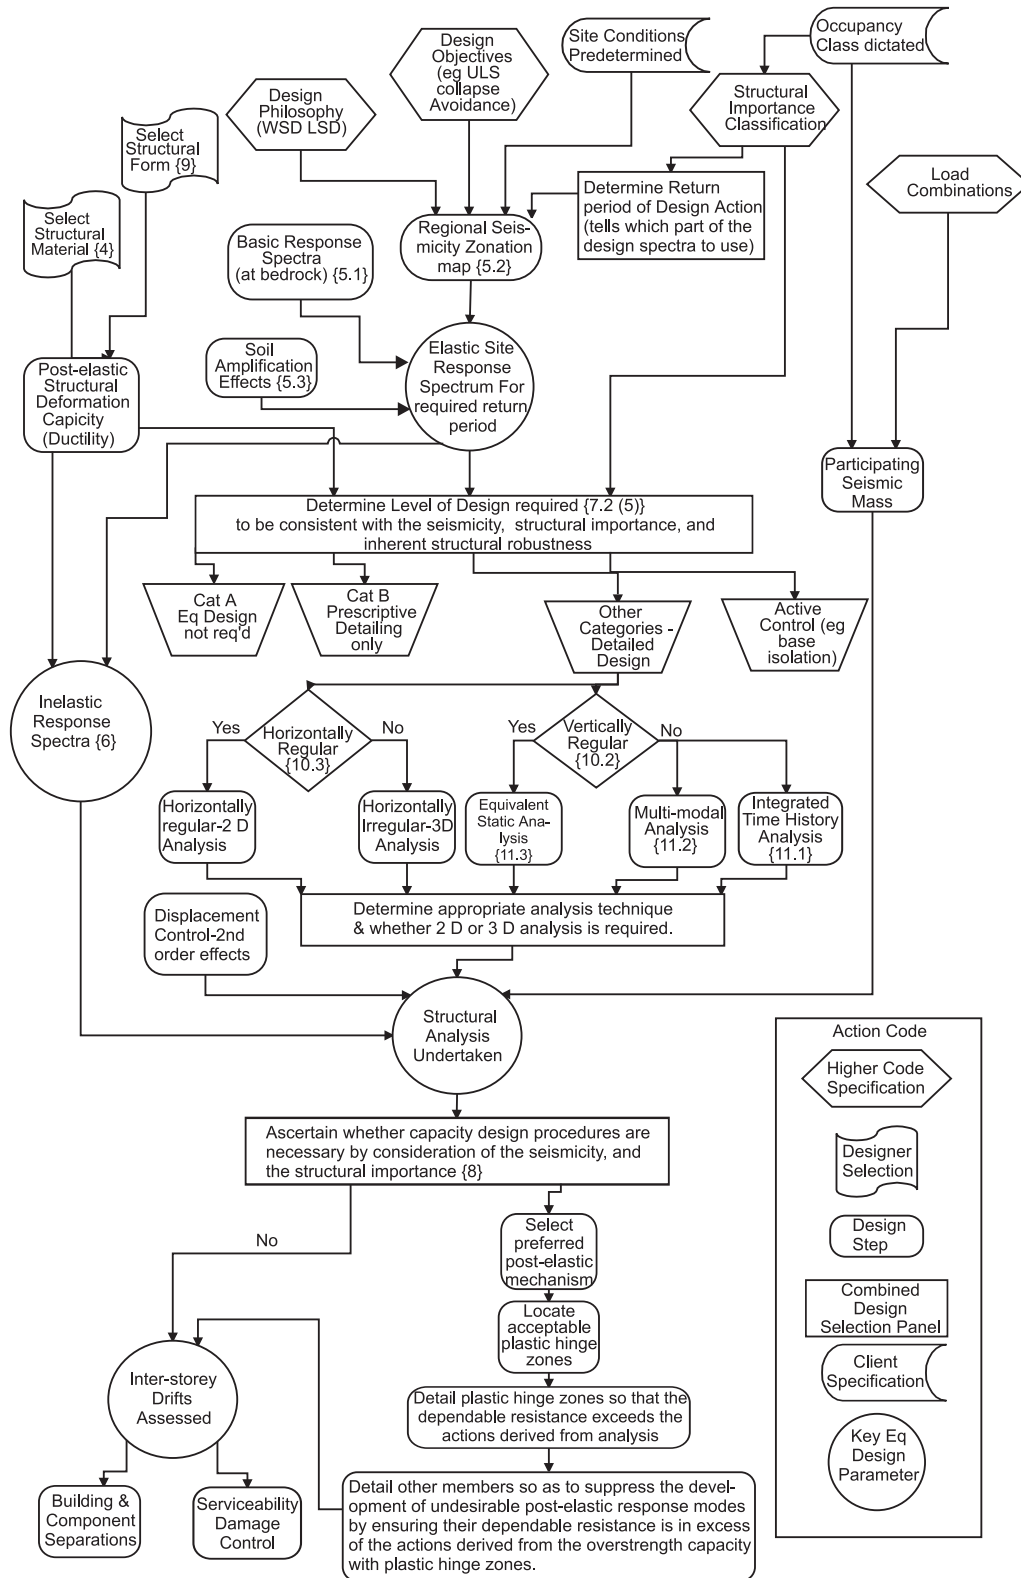 Design
Objectives
(eg ULS
collapse
Avoidance)
Site Conditions
Predetermined
Occupancy
Class dictated
Design
Philosophy
(WSD LSD)
Structural
Importance
Classification
Select
Structural
Form {9}
Load
Combinations
Determine Return
period of Design Action
(tells which part of the
design spectra to use)
Select
Structural
Material {4}
Regional Seis-
micity Zonation
map {5.2}
Basic Response
Spectra
(at bedrock) {5.1}
Soil
Amplification
Effects {5.3}
Elastic Site
Response
Spectrum For
required return
period
Post-elastic
Structural
Deformation
Capicity
(Ductility)
Participating
Seismic
Mass
Determine Level of Design required {7.2 (5)}
to be consistent with the seismicity, structural importance, and
inherent structural robustness
Cat A
Eq Design
not req'd
Cat B
Prescriptive
Detailing
only
Other
Categories -
Detailed
Design
Active
Control (eg
base
isolation)
Inelastic
Response
Spectra {6}
Yes
Horizontally
Regular
{10.3}
No
Yes
Vertically
Regular
{10.2}
No
Horizontally
regular-2 D
Analysis
Horizontally
Irregular-3D
Analysis
Equivalent
Static Ana-
lysis
{11.3}
Multi-modal
Analysis
{11.2}
Integrated
Time History
Analysis
{11.1}
Determine appropriate analysis technique
& whether 2 D or 3 D analysis is required.
Displacement
Control-2nd
order effects
Structural
Analysis
Undertaken
Ascertain whether capacity design procedures are
necessary by consideration of the seismicity, and
the structural importance {8}
No
Select
preferred
post-elastic
mechanism
Locate
acceptable
plastic hinge
zones
Inter-storey
Drifts
Assessed
Detail plastic hinge zones so that the
dependable resistance exceeds the
actions derived from analysis
Building &
Component
Separations
Serviceability
Damage
Control
Detail other members so as to suppress the devel-
opment of undesirable post-elastic response modes
by ensuring their dependable resistance is in excess
of the actions derived from the overstrength capacity
with plastic hinge zones.
Action Code
Higher Code
Specification
Designer
Selection
Design
Step
Combined
Design
Selection Panel
Client
Specification
Key Eq
Design
Parameter